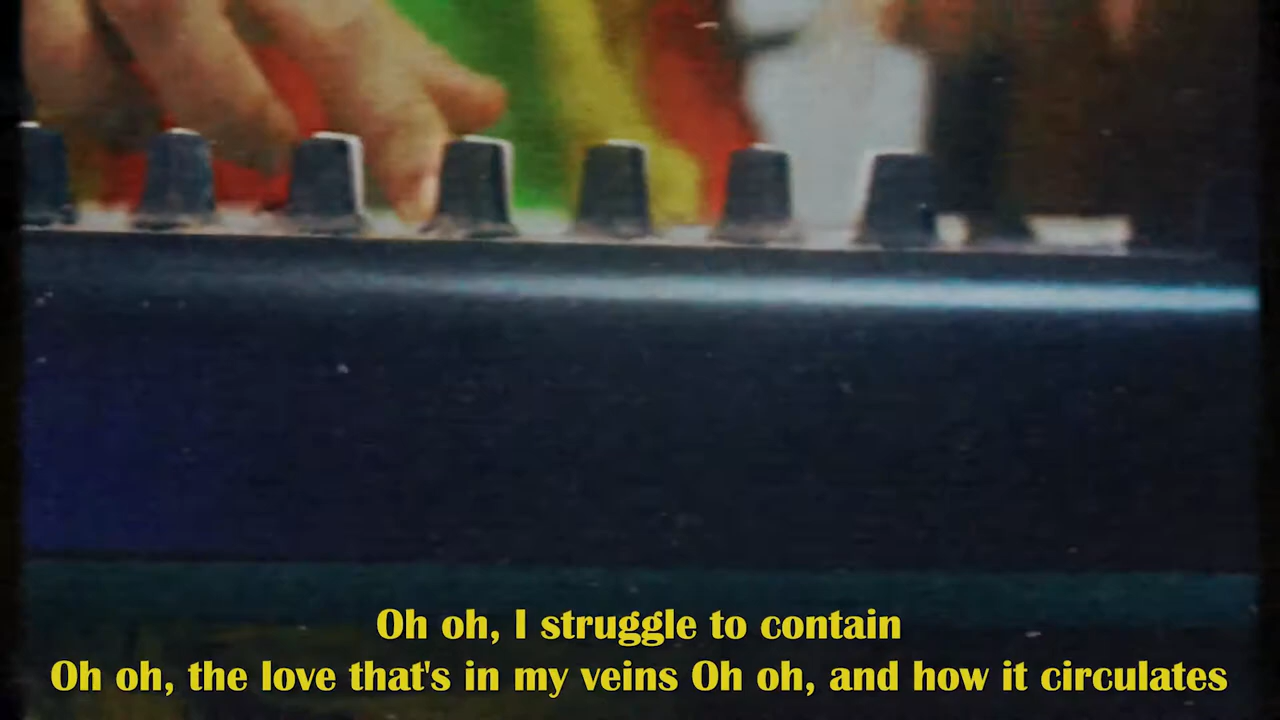 Oh oh, I struggle to contain
Oh oh, the love that's in my veins Oh oh, and how it circulates